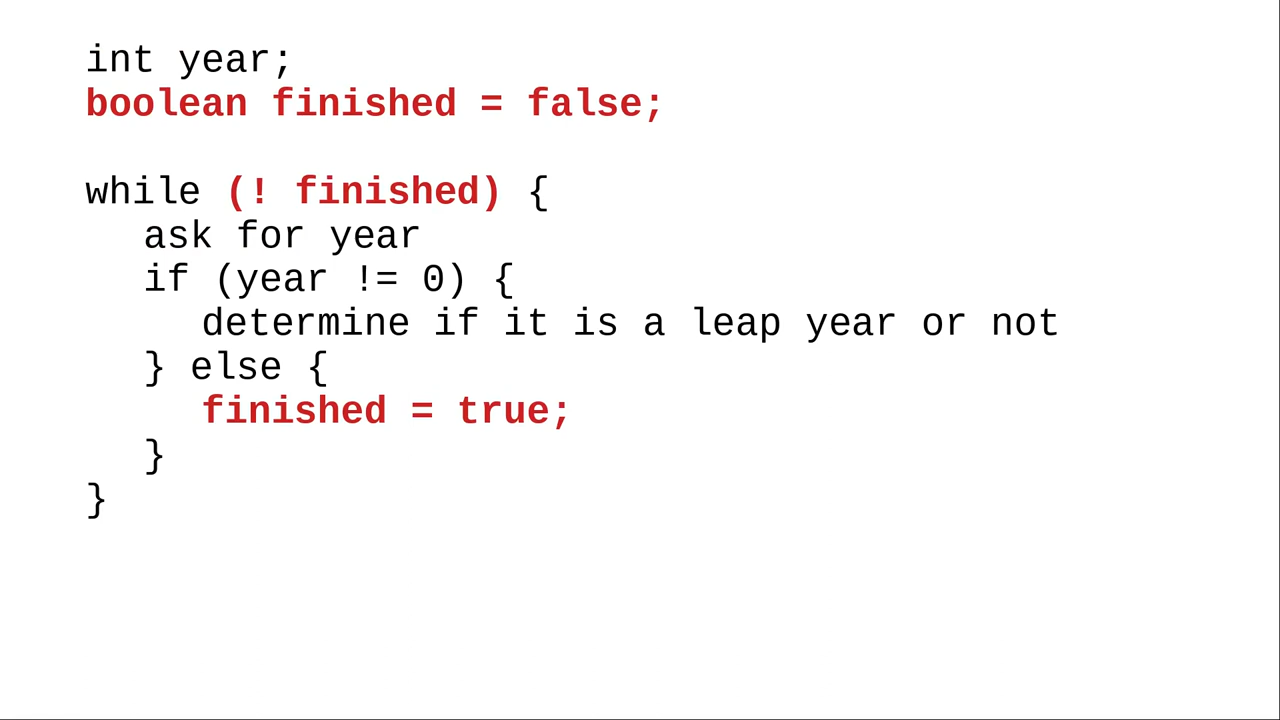 int year;
boolean finished = false;
while (! finished) {
ask for year
if (year != 0) {
determine if it is a leap year or not
} else {
finished = true;
}
}